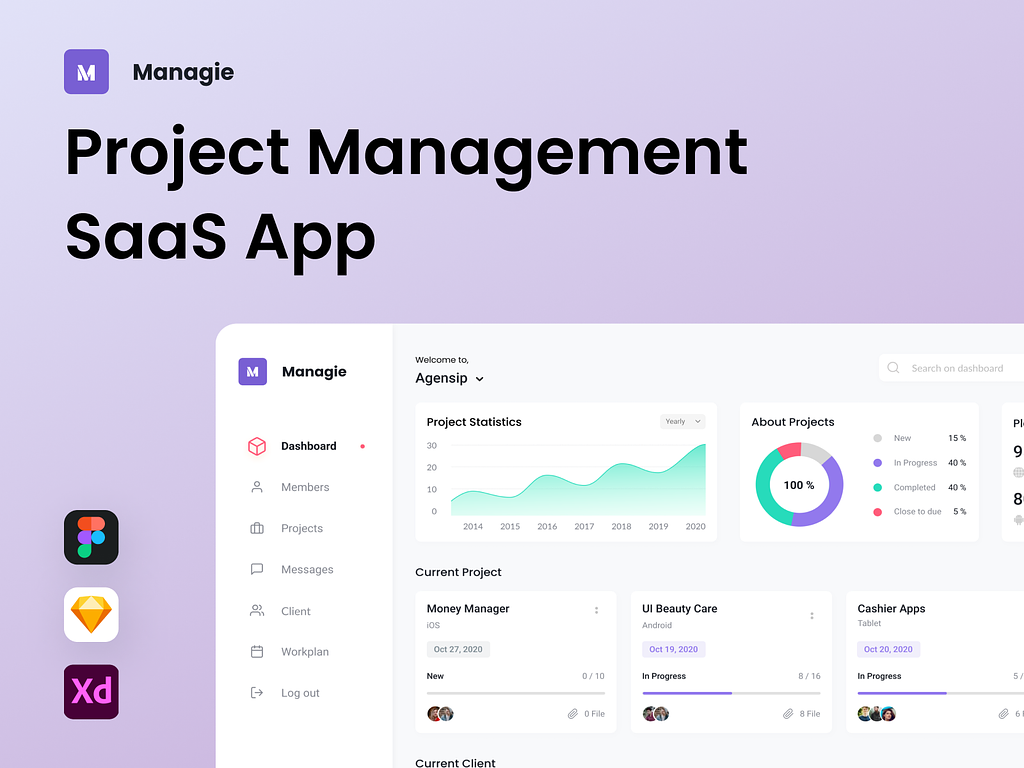 M
Managie
Project Management
SaaS App
Xd
M
Managie
Dashboard
Members
Projects
Messages
Client
Workplan
Log out
Welcome to,
Agensip
Search on dashboard
Project Statistics
Yearly
30
20
10
0
2014 2015 2016 2017 2018 2019 2020
About Projects
100 %
New 15 %
In Progress 40 %
Completed 40 %
Close to due 5 %
Current Project
Money Manager
iOS
Oct 27, 2020
New 0 / 10
0 File
UI Beauty Care
Android
Oct 19, 2020
In Progress 8 / 16
8 File
Cashier Apps
Tablet
Oct 20, 2020
In Progress 5 /
6
Current Client